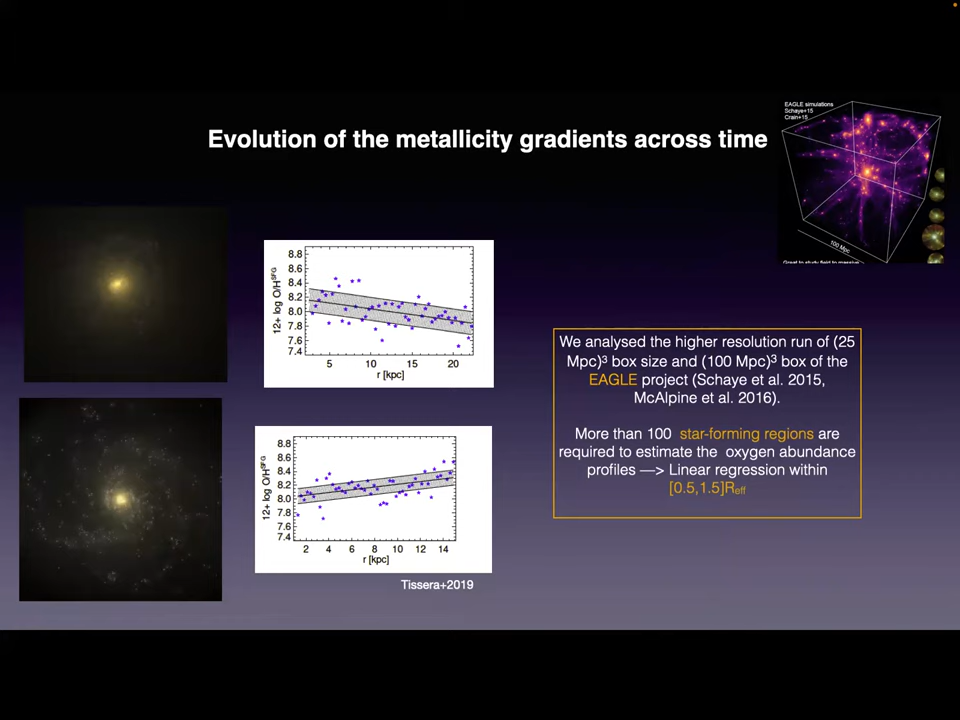 EAGLE simulations
Schaye+15
Crain+15
Evolution of the metallicity gradients across time
100 Mpc
Great to study field to massive
8.8
8.6
8.4
8.2
8.0
7.8
7.6
7.4
12+ log O/H^SFG
5 10 15 20
r [kpc]
8.8
8.6
8.4
8.2
8.0
7.8
7.6
7.4
12+ log O/H^SFG
2 4 6 8 10 12 14
r [kpc]
Tissera+2019
We analysed the higher resolution run of (25
Mpc)³ box size and (100 Mpc)³ box of the
EAGLE project (Schaye et al. 2015,
McAlpine et al. 2016).
More than 100 star-forming regions are
required to estimate the oxygen abundance
profiles —> Linear regression within
[0.5,1.5]R_eff